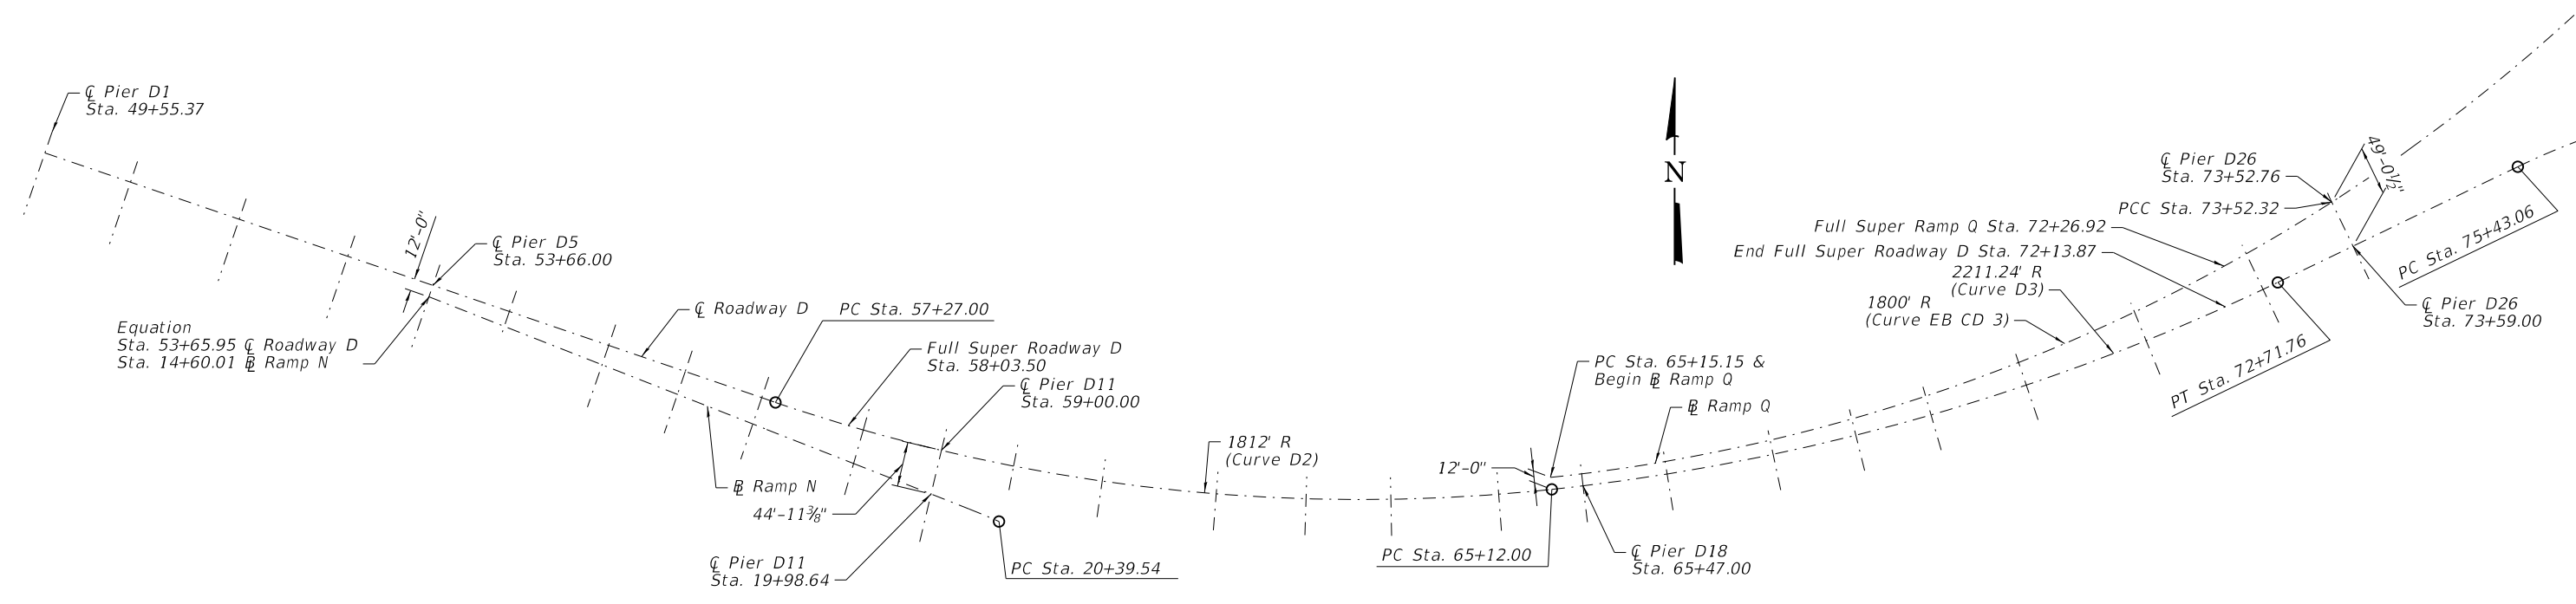 ℄ Pier D1
Sta. 49+55.37
12'-0"
℄ Pier D5
Sta. 53+66.00
Equation
Sta. 53+65.95 ℄ Roadway D
Sta. 14+60.01 ⅊ Ramp N
℄ Roadway D
PC Sta. 57+27.00
Full Super Roadway D
Sta. 58+03.50
℄ Pier D11
Sta. 59+00.00
B Ramp N
44'-11⅜"
℄ Pier D11
Sta. 19+98.64
PC Sta. 20+39.54
1812' R
(Curve D2)
N
12'-0"
PC Sta. 65+15.15 &
Begin B Ramp Q
B Ramp Q
PC Sta. 65+12.00
℄ Pier D18
Sta. 65+47.00
℄ Pier D26
Sta. 73+52.76
PCC Sta. 73+52.32
Full Super Ramp Q Sta. 72+26.92
End Full Super Roadway D Sta. 72+13.87
2211.24' R
(Curve D3)
1800' R
(Curve EB CD 3)
49'-0½"
PC Sta. 75+43.06
℄ Pier D26
Sta. 73+59.00
PT Sta. 72+71.76